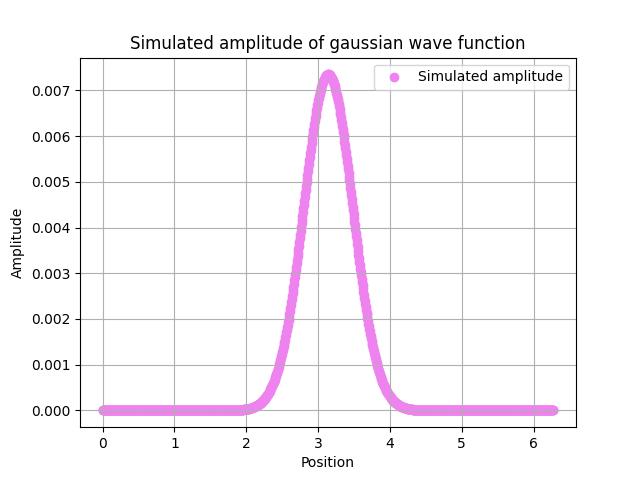 Simulated amplitude of gaussian wave function
Simulated amplitude
Amplitude
0.007
0.006
0.005
0.004
0.003
0.002
0.001
0.000
0 1 2 3 4 5 6
Position